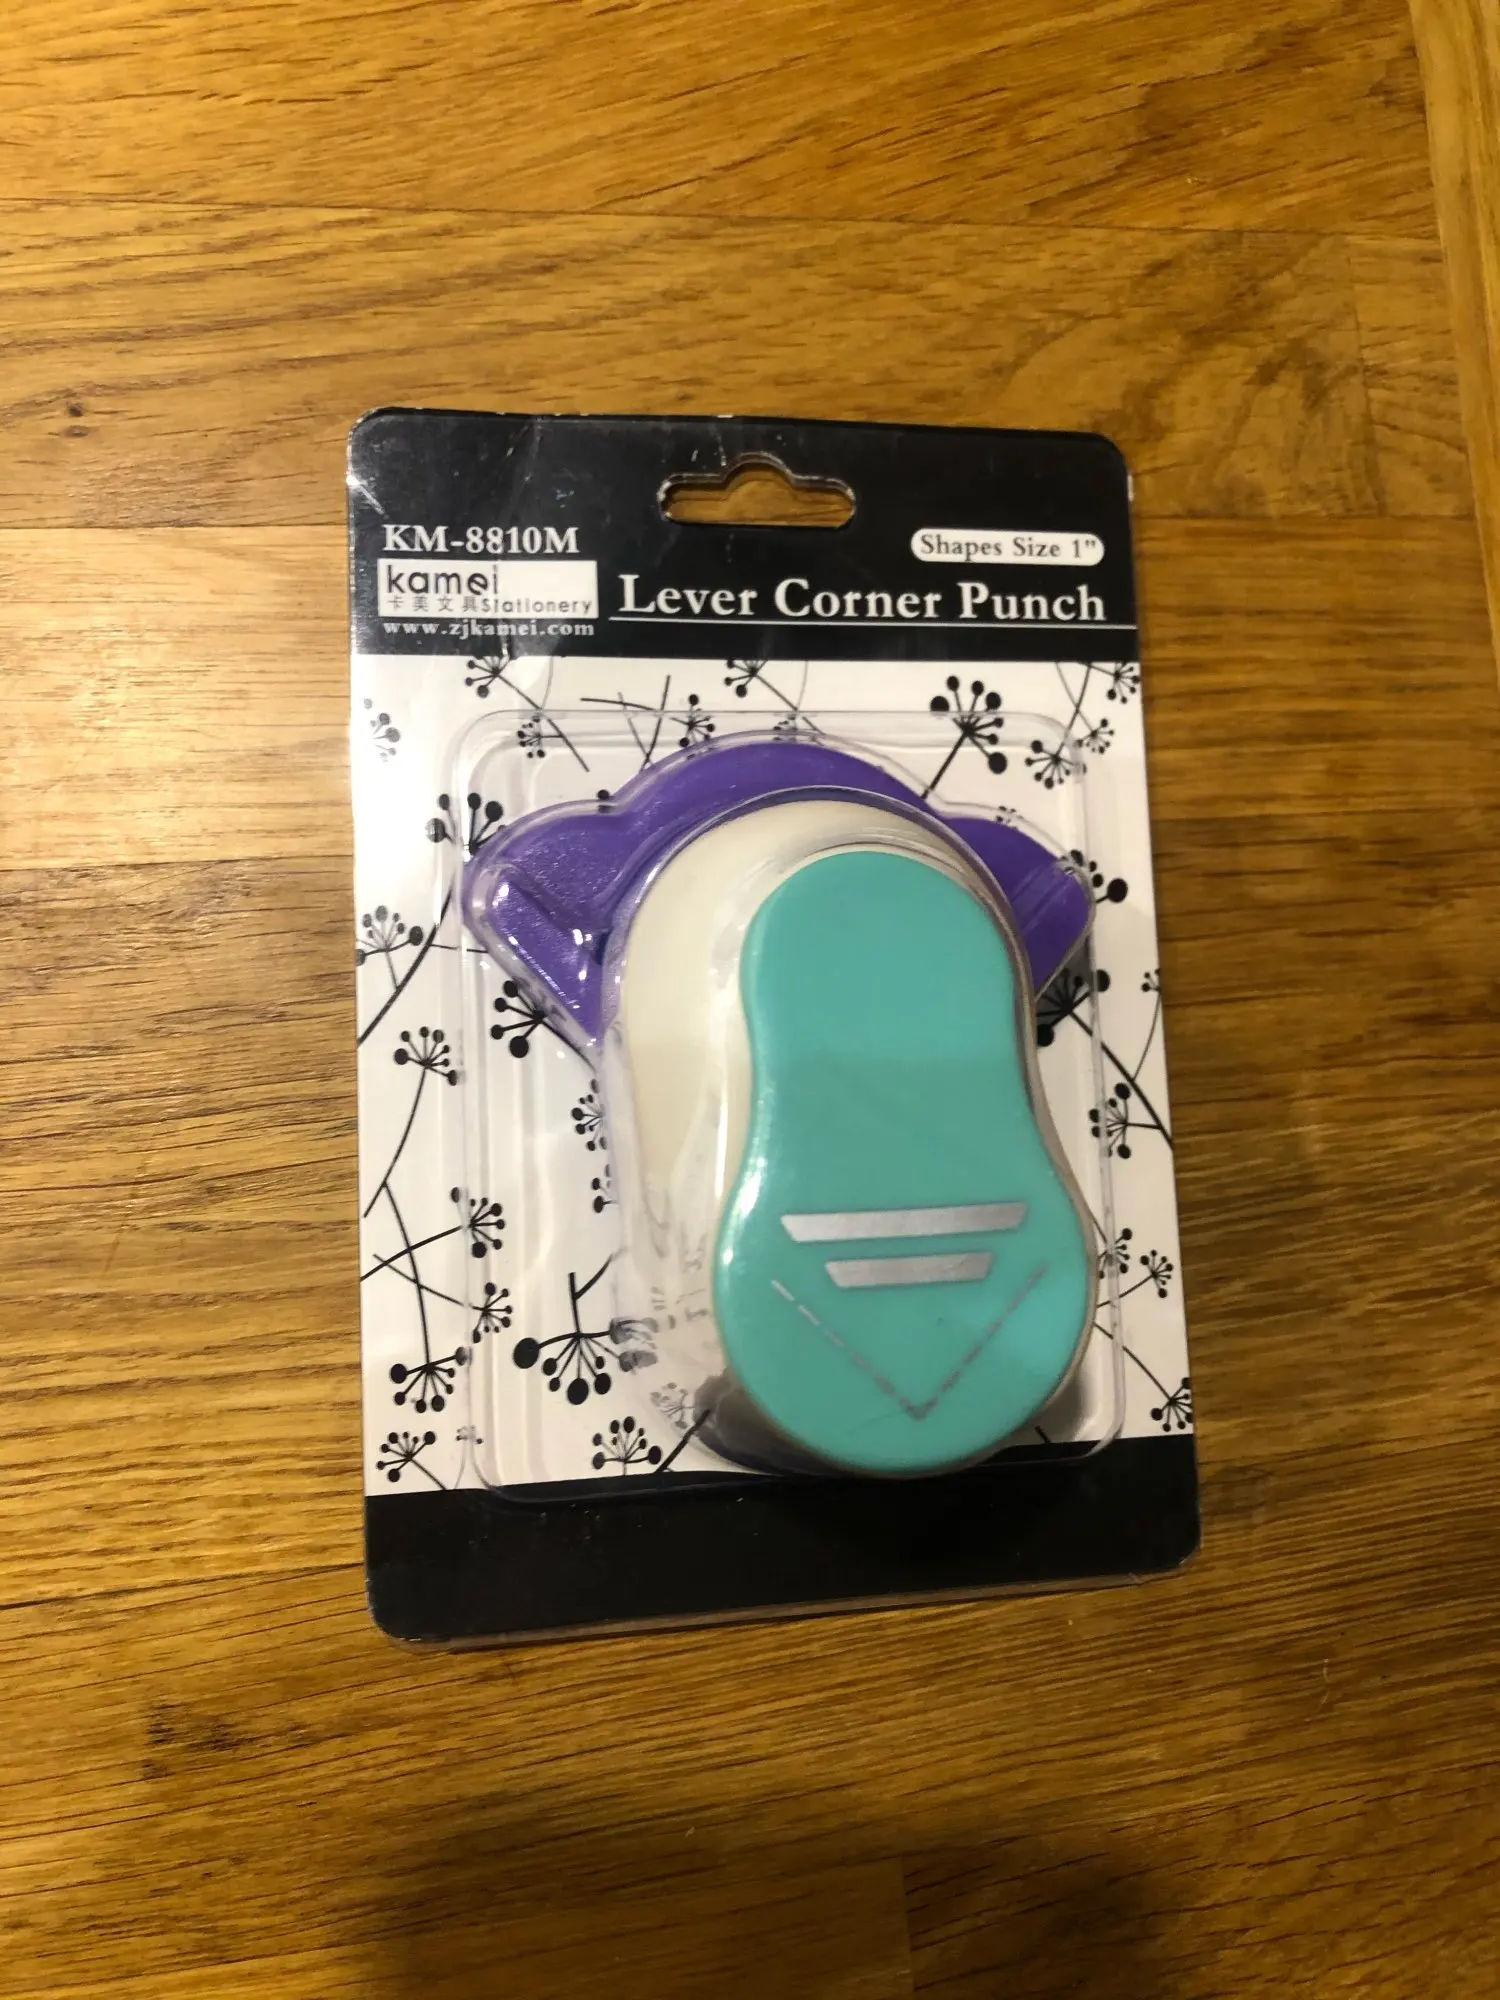 KM-8810M
Shapes Size 1"
kamei
卡美文具Stationery
Lever Corner Punch
www.zjkamei.com